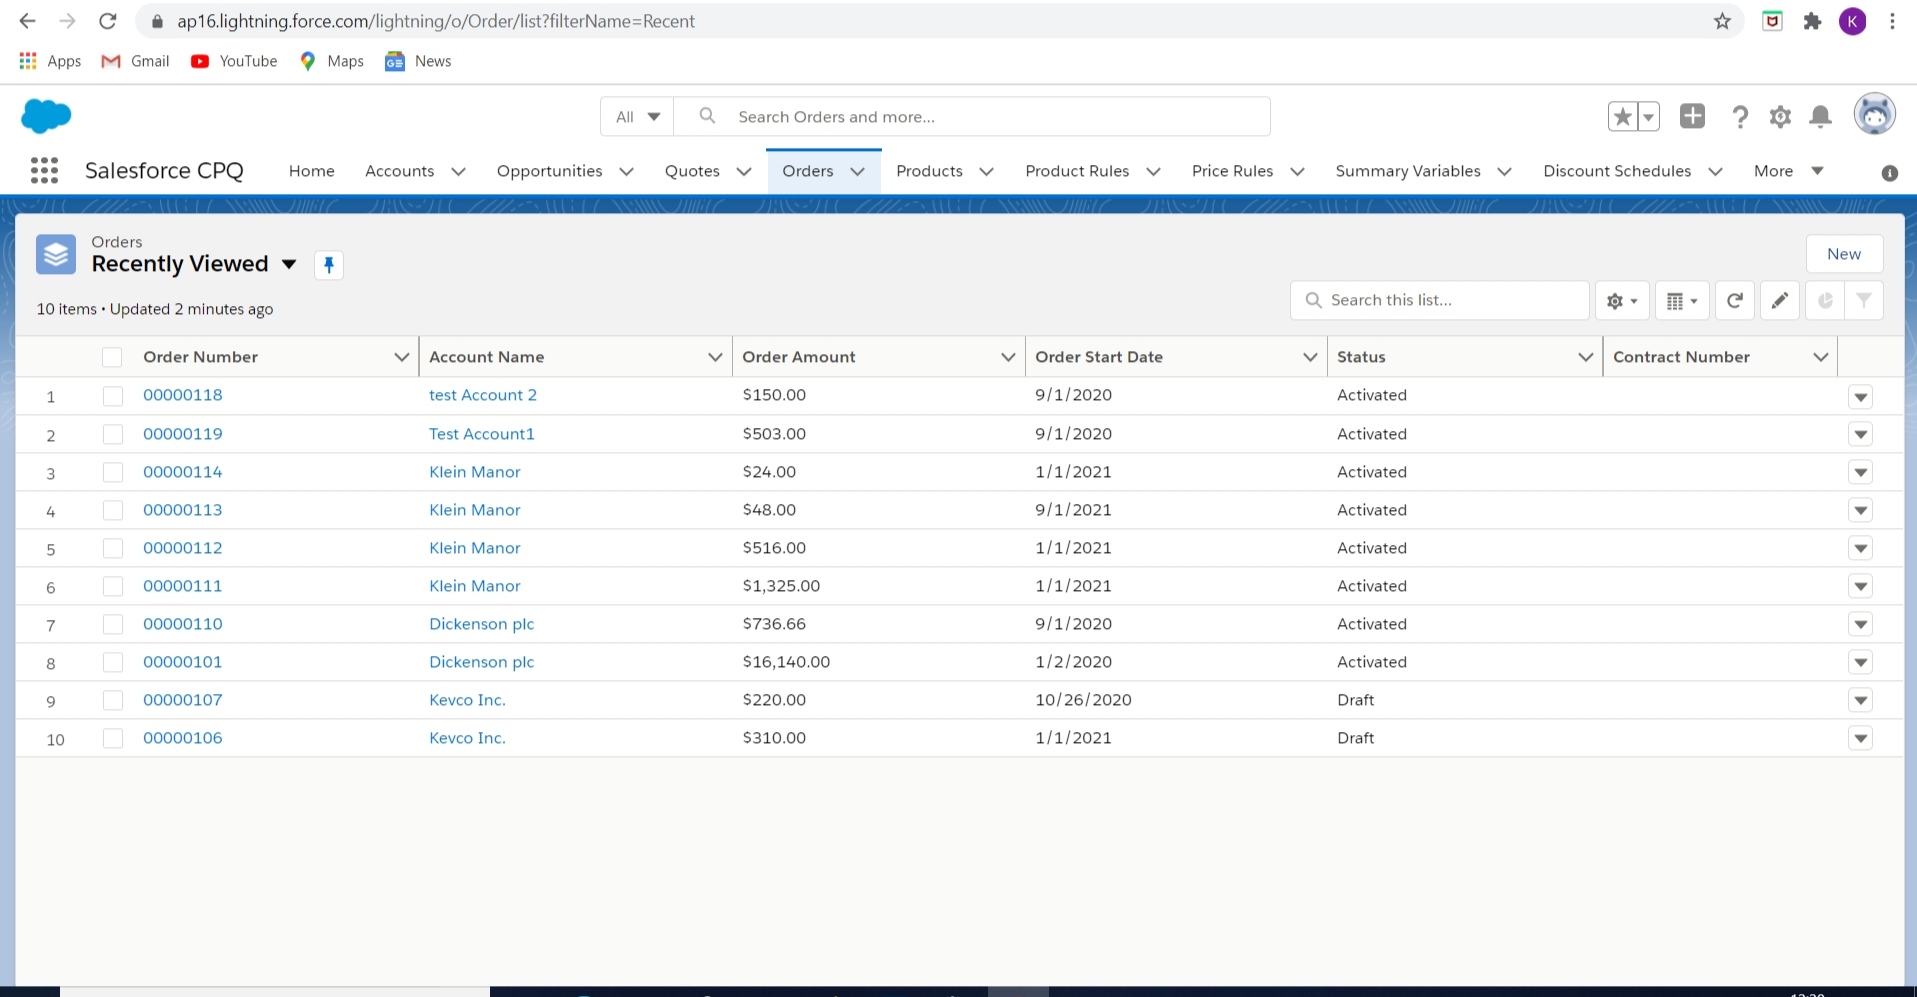 ap16.lightning.force.com/lightning/o/Order/list?filterName=Recent
K
Apps Gmail YouTube Maps GE News
All Search Orders and more...
Salesforce CPQ Home Accounts Opportunities Quotes Orders Products Product Rules Price Rules Summary Variables Discount Schedules More
Orders
Recently Viewed
New
10 items • Updated 2 minutes ago
Search this list...
Order Number Account Name Order Amount Order Start Date Status Contract Number
1 00000118 test Account 2 $150.00 9/1/2020 Activated
2 00000119 Test Account1 $503.00 9/1/2020 Activated
3 00000114 Klein Manor $24.00 1/1/2021 Activated
4 00000113 Klein Manor $48.00 9/1/2021 Activated
5 00000112 Klein Manor $516.00 1/1/2021 Activated
6 00000111 Klein Manor $1,325.00 1/1/2021 Activated
7 00000110 Dickenson plc $736.66 9/1/2020 Activated
8 00000101 Dickenson plc $16,140.00 1/2/2020 Activated
9 00000107 Kevco Inc. $220.00 10/26/2020 Draft
10 00000106 Kevco Inc. $310.00 1/1/2021 Draft